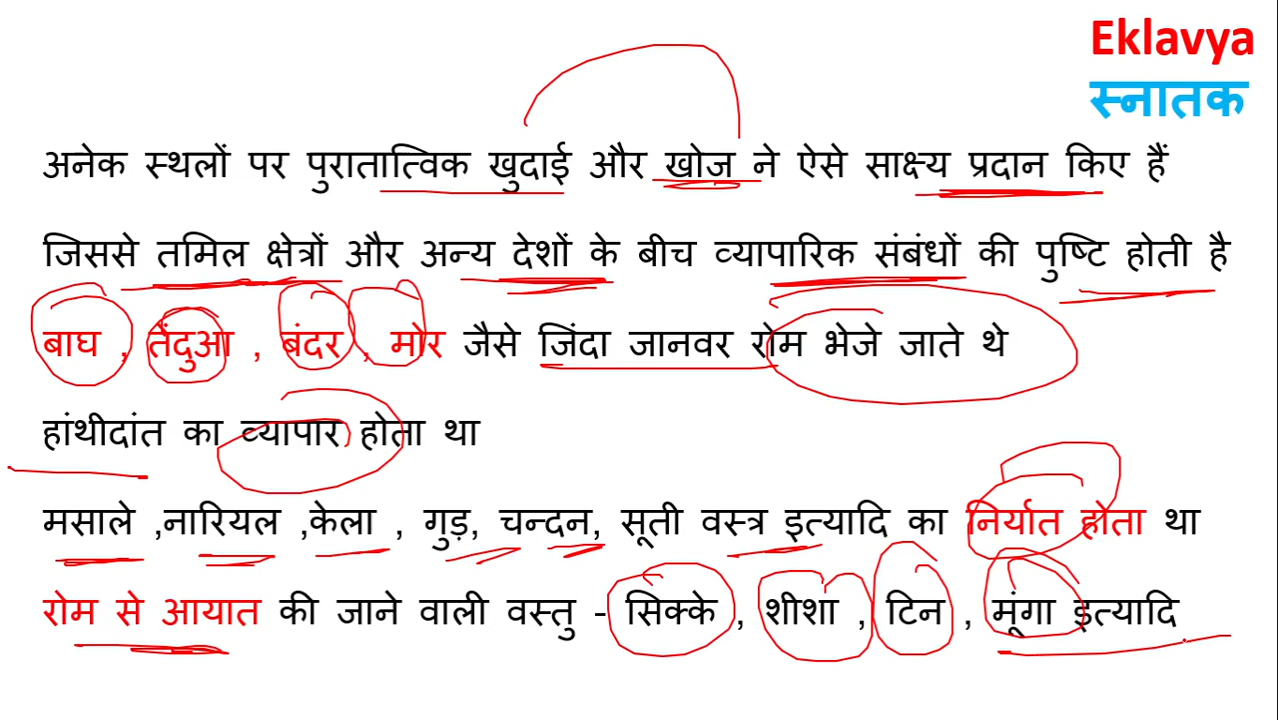 Eklavya
स्नातक
अनेक स्थलों पर पुरातात्विक खुदाई और खोज ने ऐसे साक्ष्य प्रदान किए हैं
जिससे तमिल क्षेत्रों और अन्य देशों के बीच व्यापारिक संबंधों की पुष्टि होती है
बाघ , तेंदुआ , बंदर , मोर जैसे जिंदा जानवर रोम भेजे जाते थे
हांथीदांत का व्यापार होता था
मसाले ,नारियल ,केला , गुड़, चन्दन, सूती वस्त्र इत्यादि का निर्यात होता था
रोम से आयात की जाने वाली वस्तु - सिक्के , शीशा , टिन , मूंगा इत्यादि